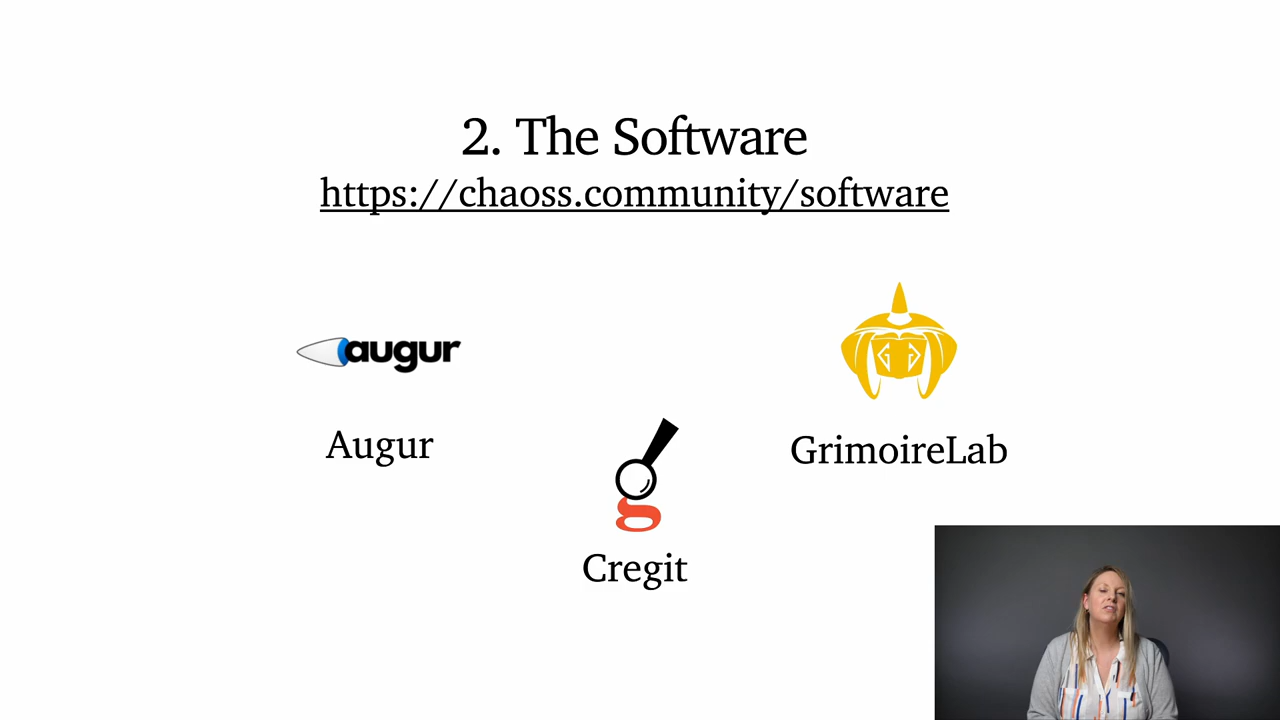 2. The Software
https://chaoss.community/software
augur
Augur
GrimoireLab
Cregit